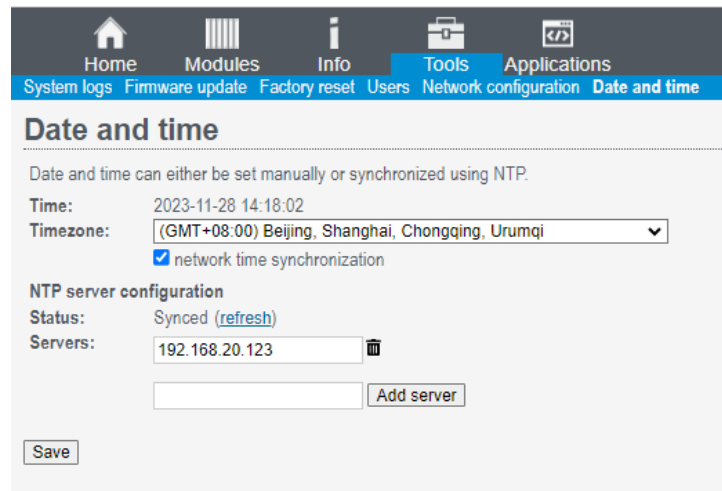 Home Modules Info Tools Applications
System logs Firmware update Factory reset Users Network configuration Date and time
Date and time
Date and time can either be set manually or synchronized using NTP.
Time: 2023-11-28 14:18:02
Timezone: (GMT+08:00) Beijing, Shanghai, Chongqing, Urumqi
network time synchronization
NTP server configuration
Status: Synced (refresh)
Servers: 192.168.20.123
Add server
Save